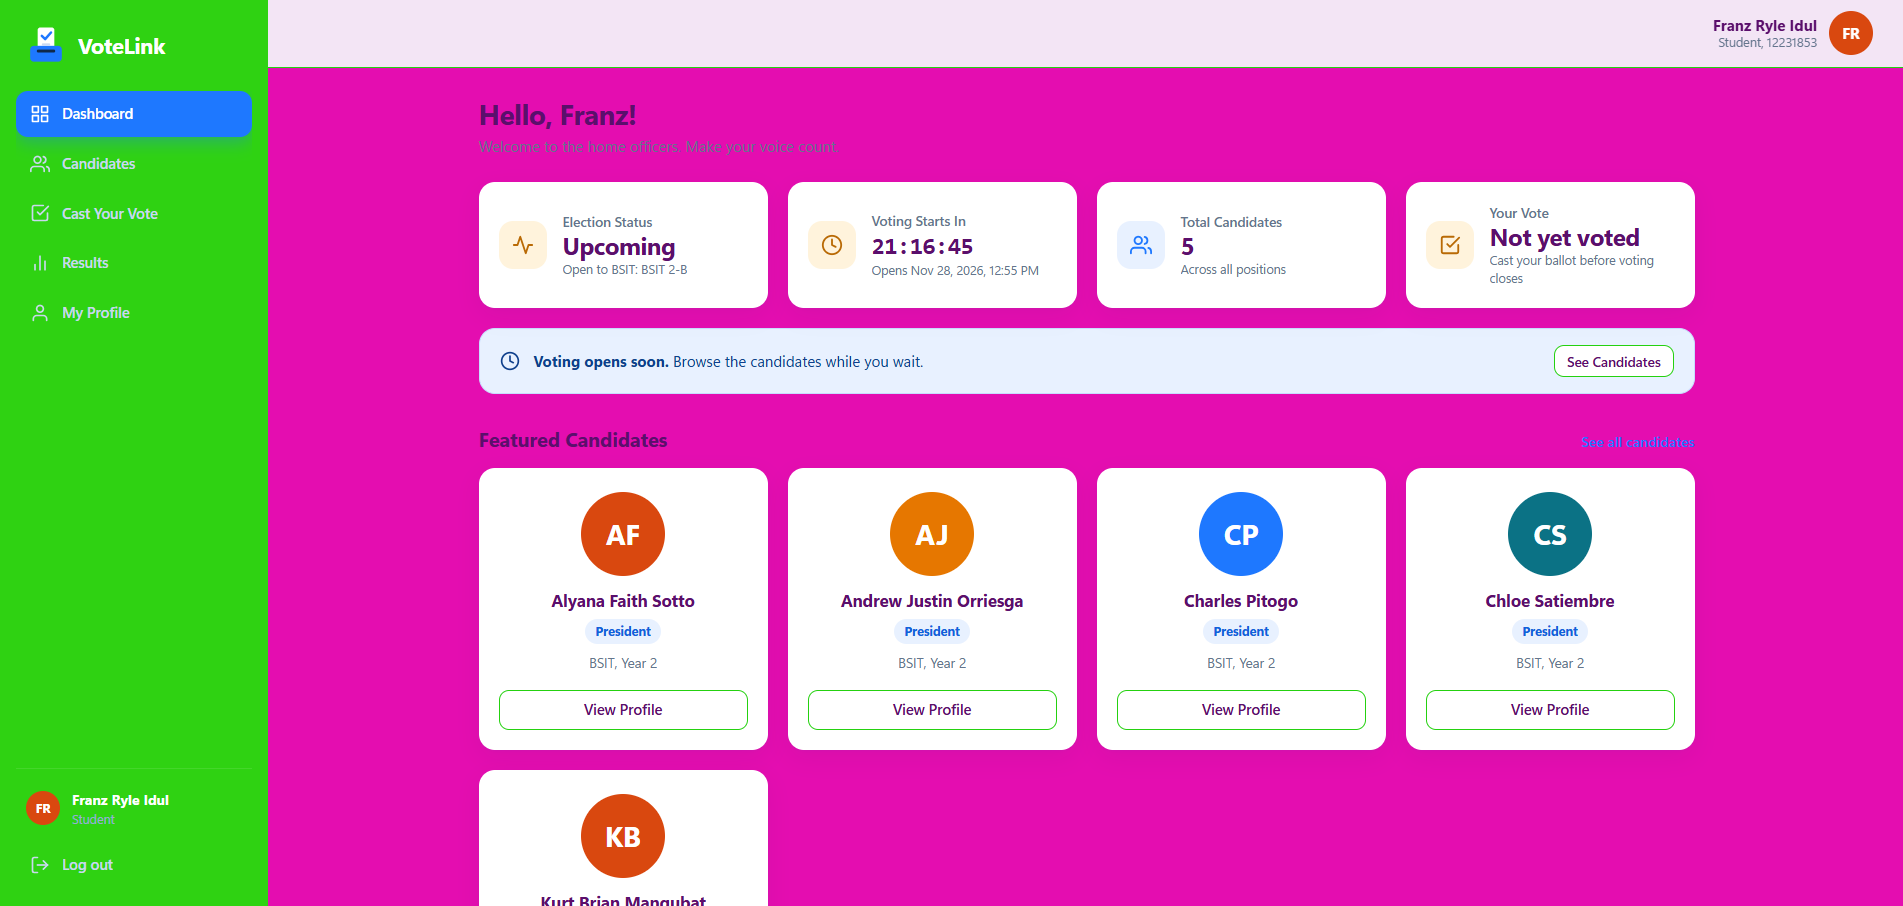 VoteLink
Dashboard
Candidates
Cast Your Vote
Results
My Profile
FR
Franz Ryle Idul
Student
Log out
Franz Ryle Idul
Student, 12231853
FR
Hello, Franz!
Welcome to the home officers. Make your voice count.
Election Status
Upcoming
Open to BSIT: BSIT 2-B
Voting Starts In
21:16:45
Opens Nov 28, 2026, 12:55 PM
Total Candidates
5
Across all positions
Your Vote
Not yet voted
Cast your ballot before voting
closes
Voting opens soon. Browse the candidates while you wait.
See Candidates
Featured Candidates
See all candidates
AF
Alyana Faith Sotto
President
BSIT, Year 2
View Profile
AJ
Andrew Justin Orriesga
President
BSIT, Year 2
View Profile
CP
Charles Pitogo
President
BSIT, Year 2
View Profile
CS
Chloe Satiembre
President
BSIT, Year 2
View Profile
KB
Kurt Brian Mangubat